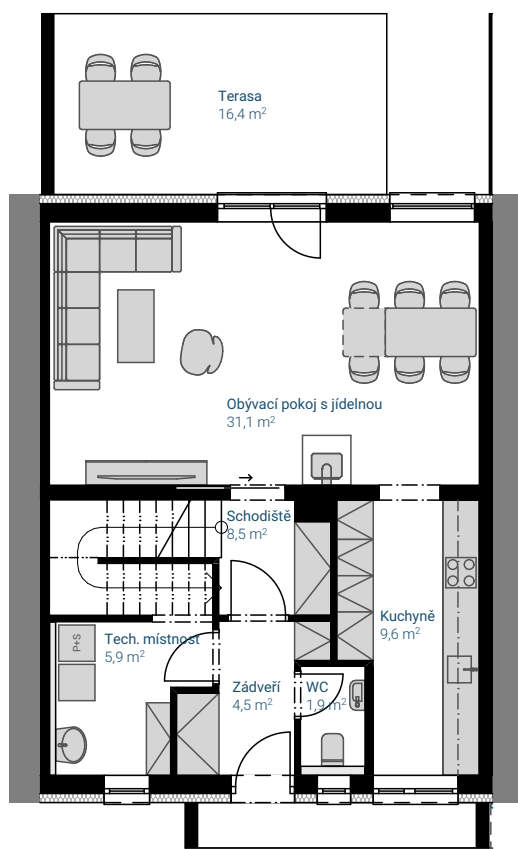 Terasa
16,4 m²
Obývací pokoj s jídelnou
31,1 m²
Schodiště
8,5 m²
Kuchyně
9,6 m²
P+S
Tech. místnost
5,9 m²
Zádveří
4,5 m²
WC
1,9 m²